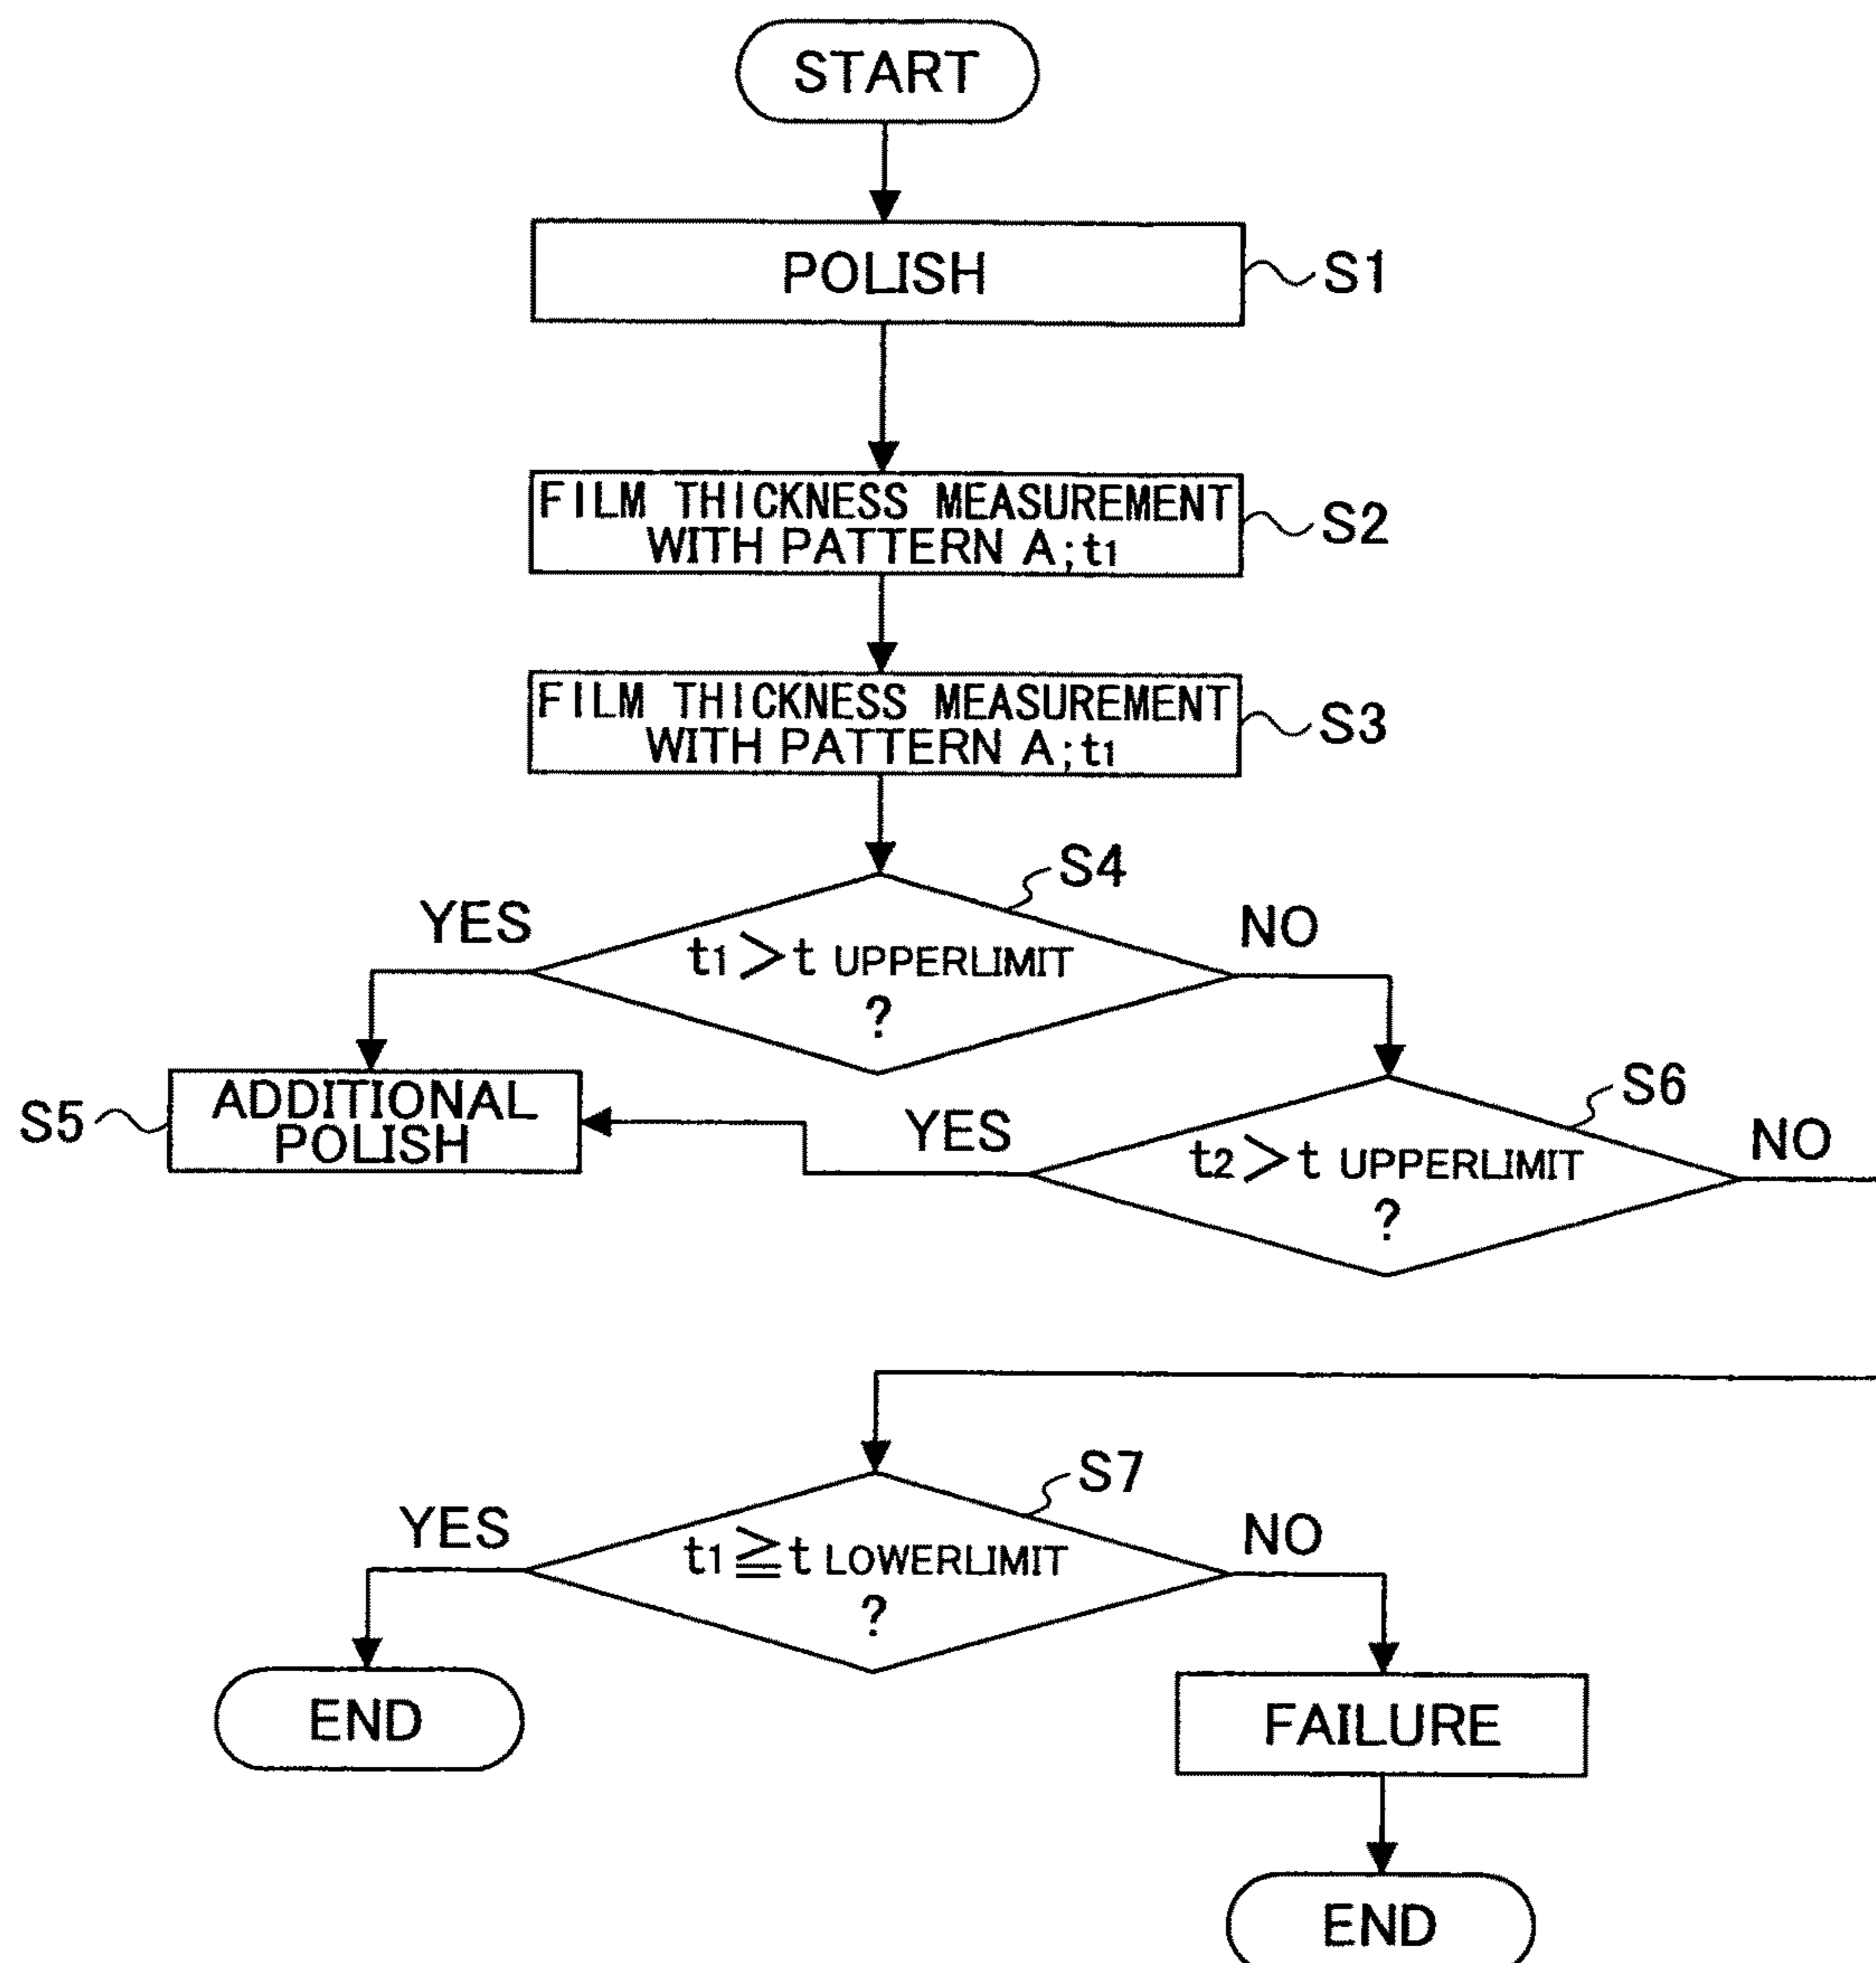 START
POLISH
S1
FILM THICKNESS MEASUREMENT
WITH PATTERN A;t1
S2
FILM THICKNESS MEASUREMENT
WITH PATTERN A;t1
S3
S4
YES
NO
t1>t UPPERLIMIT
?
S5
ADDITIONAL
POLISH
S6
YES
NO
t2>t UPPERLIMIT
?
S7
YES
NO
t1≧t LOWERLIMIT
?
END
FAILURE
END